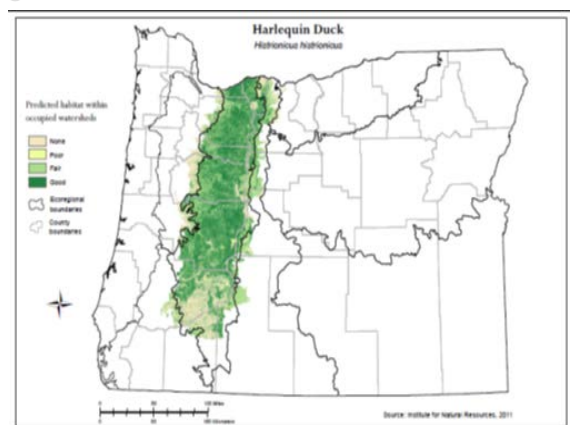 Harlequin Duck
Histrionicus histrionicus
Predicted habitat within
occupied watersheds
None
Poor
Fair
Good
Ecoregional
boundaries
County
boundaries
Source: Institute for Natural Resources, 2011